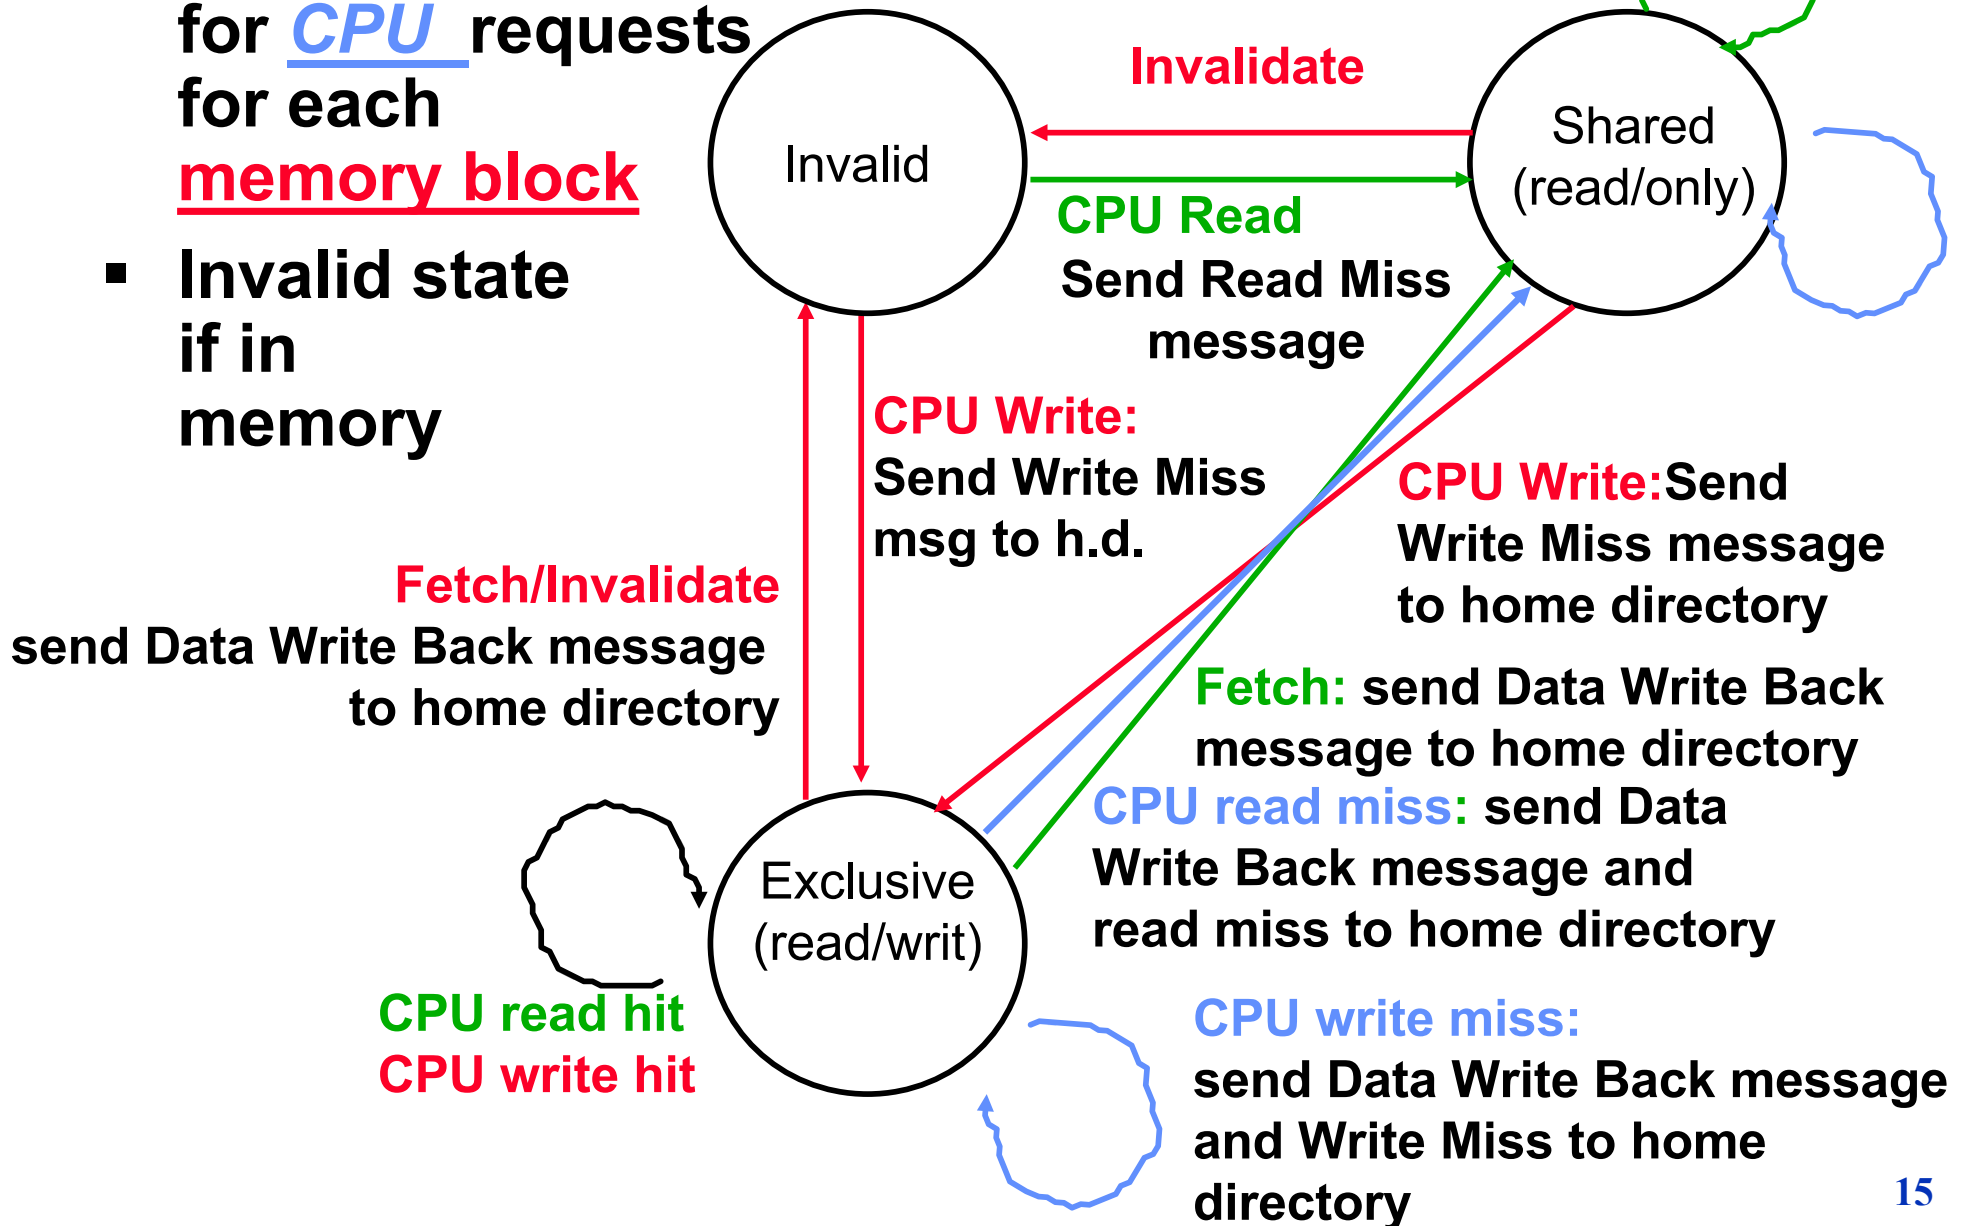 for CPU requests
for each
memory block
▪ Invalid state
if in
memory
Invalid
Invalidate
Shared
(read/only)
CPU Read
Send Read Miss
message
CPU Write:
Send Write Miss
msg to h.d.
CPU Write:Send
Write Miss message
to home directory
Fetch/Invalidate
send Data Write Back message
to home directory
Fetch: send Data Write Back
message to home directory
CPU read miss: send Data
Write Back message and
read miss to home directory
Exclusive
(read/writ)
CPU read hit
CPU write hit
CPU write miss:
send Data Write Back message
and Write Miss to home
directory
15